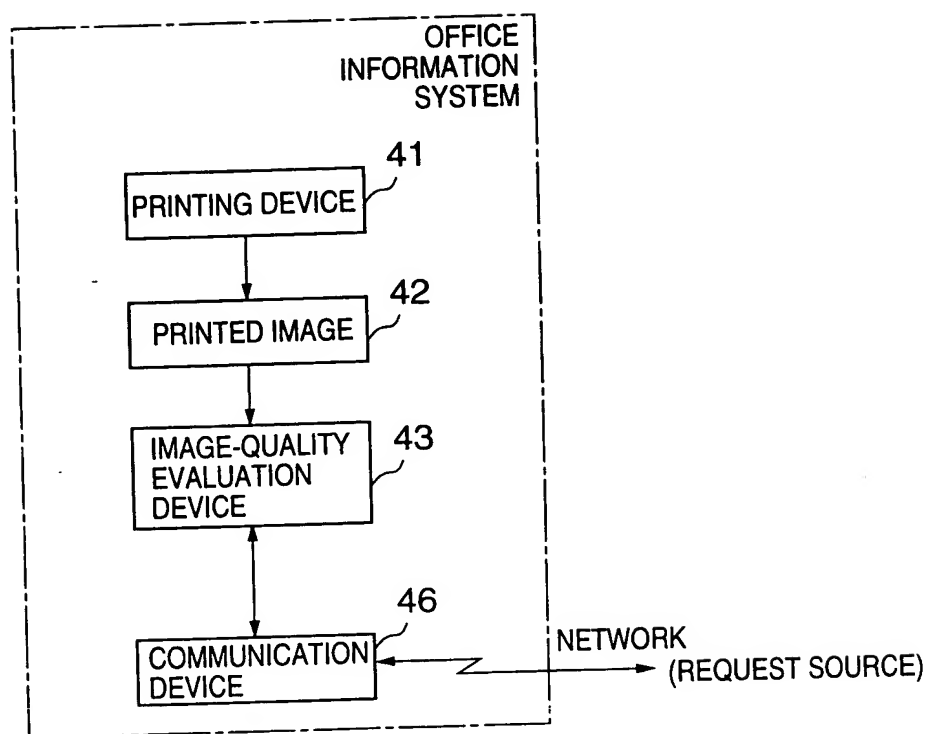 OFFICE
INFORMATION
SYSTEM
41
PRINTING DEVICE
42
PRINTED IMAGE
43
IMAGE-QUALITY
EVALUATION
DEVICE
46
COMMUNICATION
DEVICE
NETWORK
(REQUEST SOURCE)